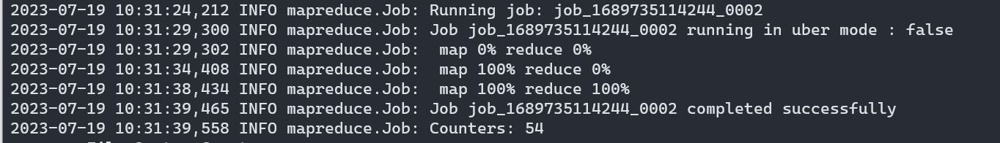 2023-07-19 10:31:24,212 INFO mapreduce.Job: Running job: job_1689735114244_0002
2023-07-19 10:31:29,300 INFO mapreduce.Job: Job job_1689735114244_0002 running in uber mode : false
2023-07-19 10:31:29,302 INFO mapreduce.Job:  map 0% reduce 0%
2023-07-19 10:31:34,408 INFO mapreduce.Job:  map 100% reduce 0%
2023-07-19 10:31:38,434 INFO mapreduce.Job:  map 100% reduce 100%
2023-07-19 10:31:39,465 INFO mapreduce.Job: Job job_1689735114244_0002 completed successfully
2023-07-19 10:31:39,558 INFO mapreduce.Job: Counters: 54